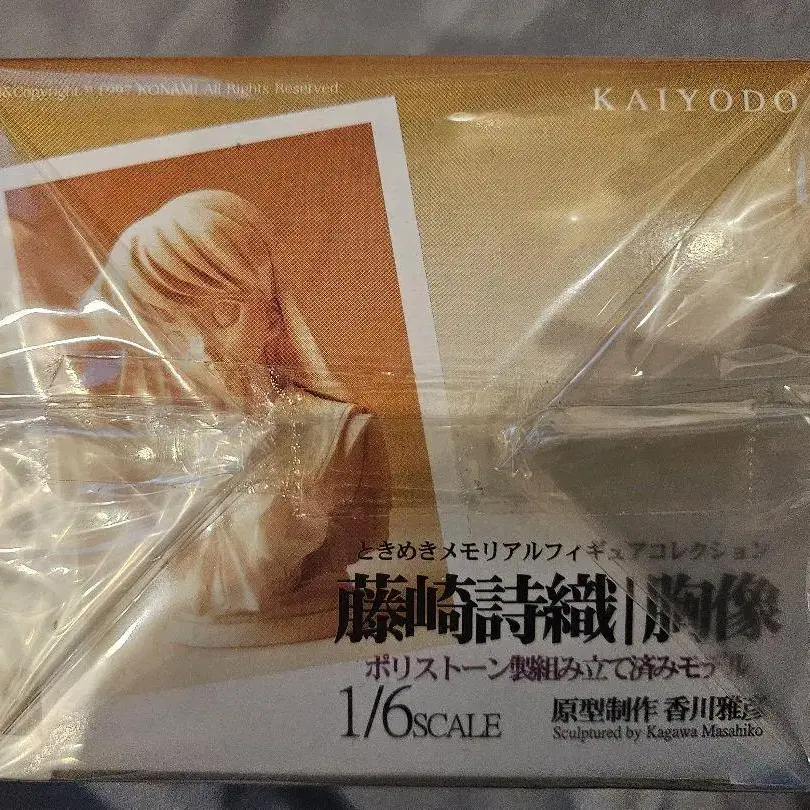 &Copyright © 1997 KONAMI All Rights Reserved
KAIYODO
ときめきメモリアルフィギュアコレクション
藤崎詩織|胸像
ポリストーン製組み立て済みモデル
1/6SCALE
原型制作 香川雅彦
Sculptured by Kagawa Masahiko